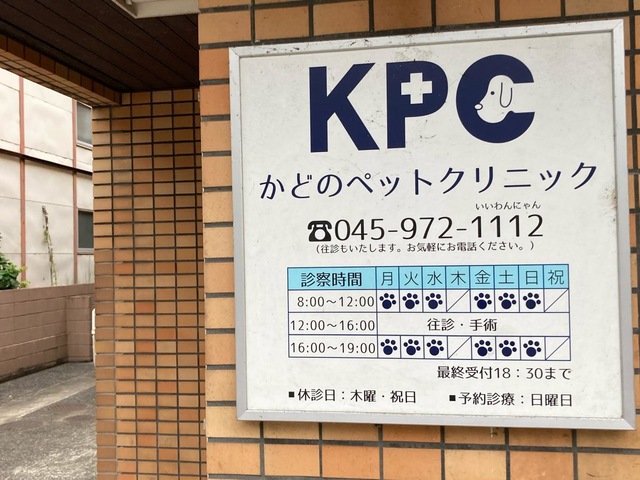 KPC
かどのペットクリニック
いいわんにゃん
☎045-972-1112
(往診もいたします。お気軽にお電話ください。)
診察時間 月 火 水 木 金 土 日 祝
8:00〜12:00
12:00〜16:00 往診・手術
16:00〜19:00
最終受付18：30まで
■休診日：木曜・祝日 ■予約診療：日曜日